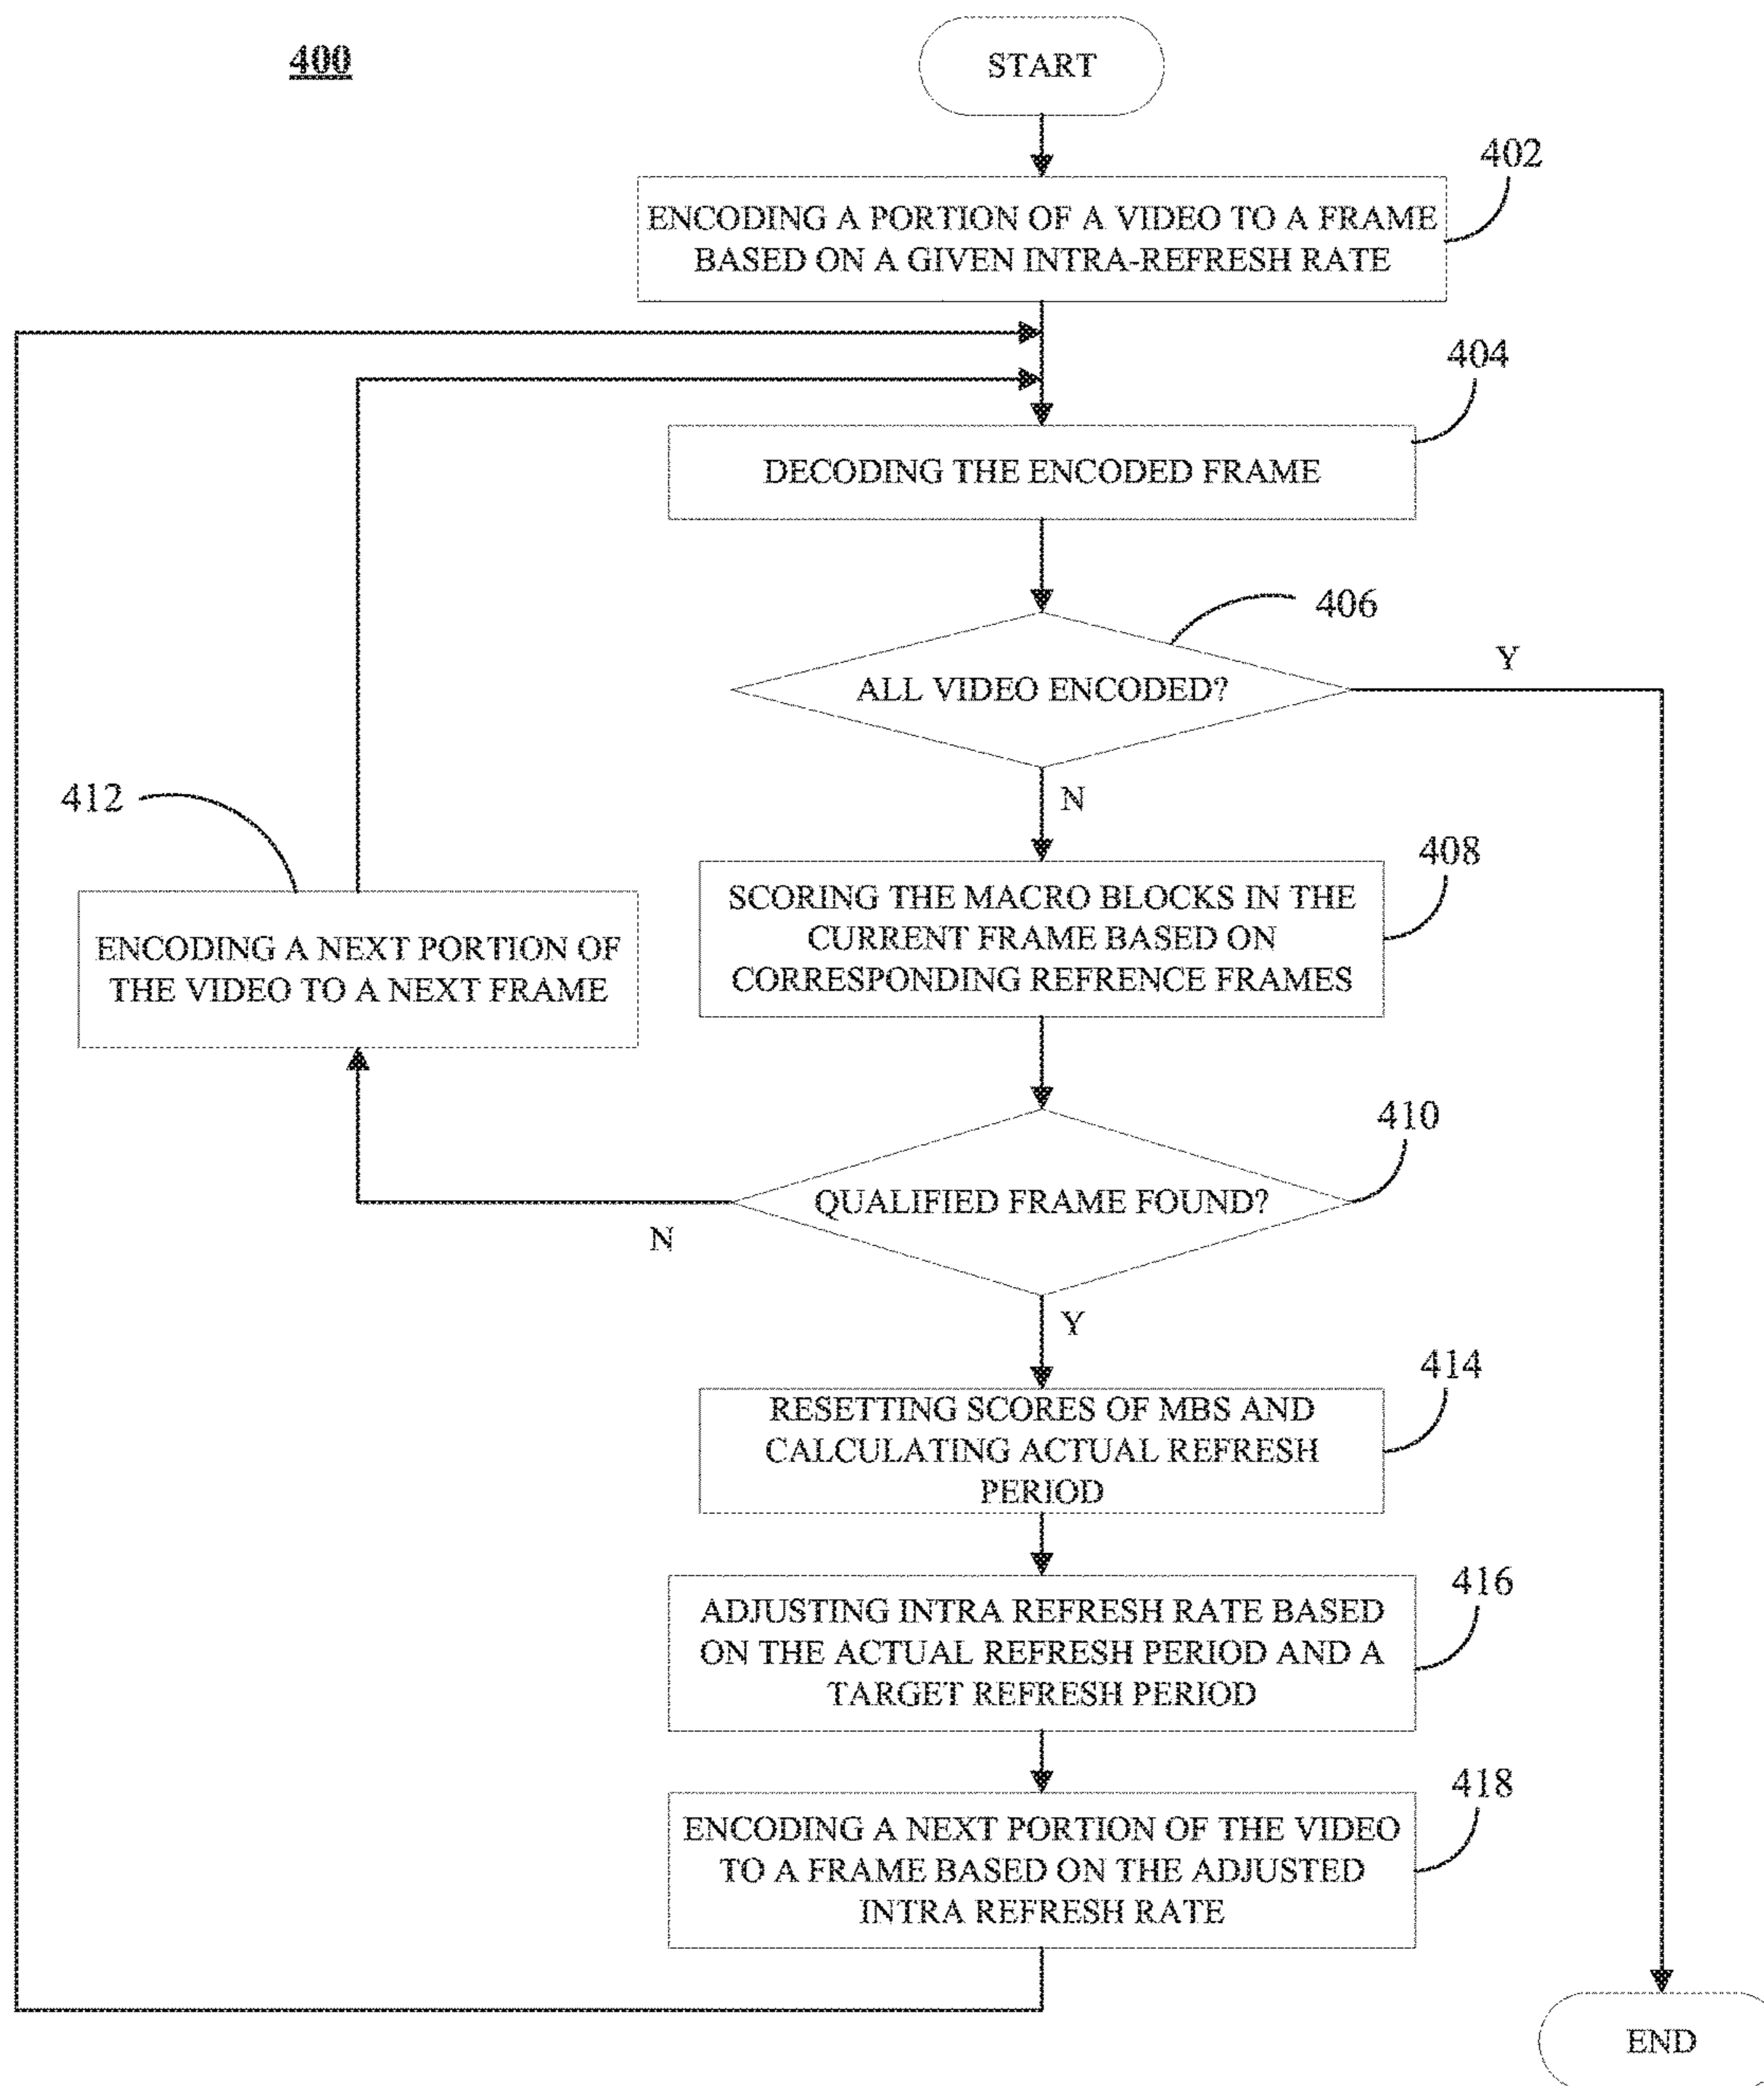 400
START
402
ENCODING A PORTION OF A VIDEO TO A FRAME
BASED ON A GIVEN INTRA-REFRESH RATE
404
DECODING THE ENCODED FRAME
406
ALL VIDEO ENCODED?
Y
N
412
ENCODING A NEXT PORTION OF
THE VIDEO TO A NEXT FRAME
408
SCORING THE MACRO BLOCKS IN THE
CURRENT FRAME BASED ON
CORRESPONDING REFRENCE FRAMES
410
QUALIFIED FRAME FOUND?
N
Y
414
RESETTING SCORES OF MBS AND
CALCULATING ACTUAL REFRESH
PERIOD
416
ADJUSTING INTRA REFRESH RATE BASED
ON THE ACTUAL REFRESH PERIOD AND A
TARGET REFRESH PERIOD
418
ENCODING A NEXT PORTION OF THE VIDEO
TO A FRAME BASED ON THE ADJUSTED
INTRA REFRESH RATE
END